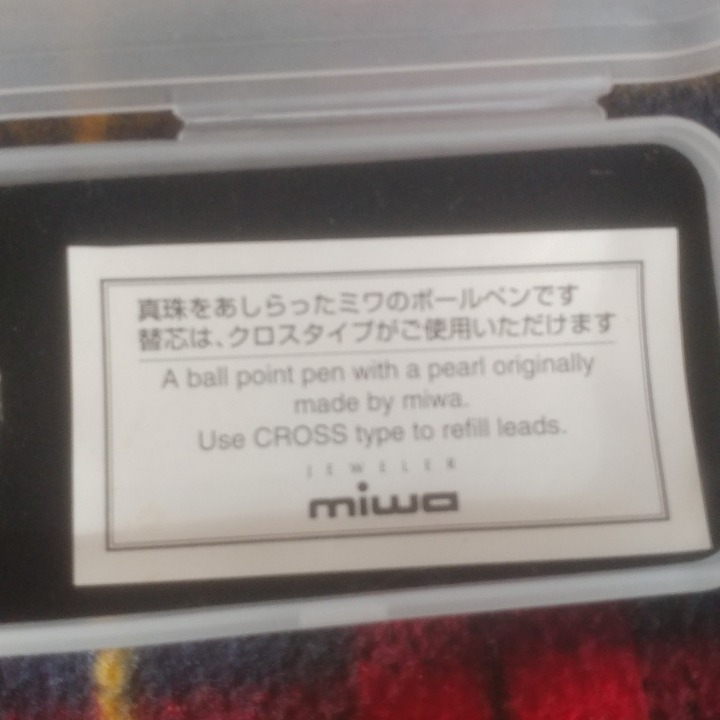 真珠をあしらったミワのボールペンです
替芯は、クロスタイプがご使用いただけます
A ball point pen with a pearl originally
made by miwa.
Use CROSS type to refill leads.
JEWELER
miwa